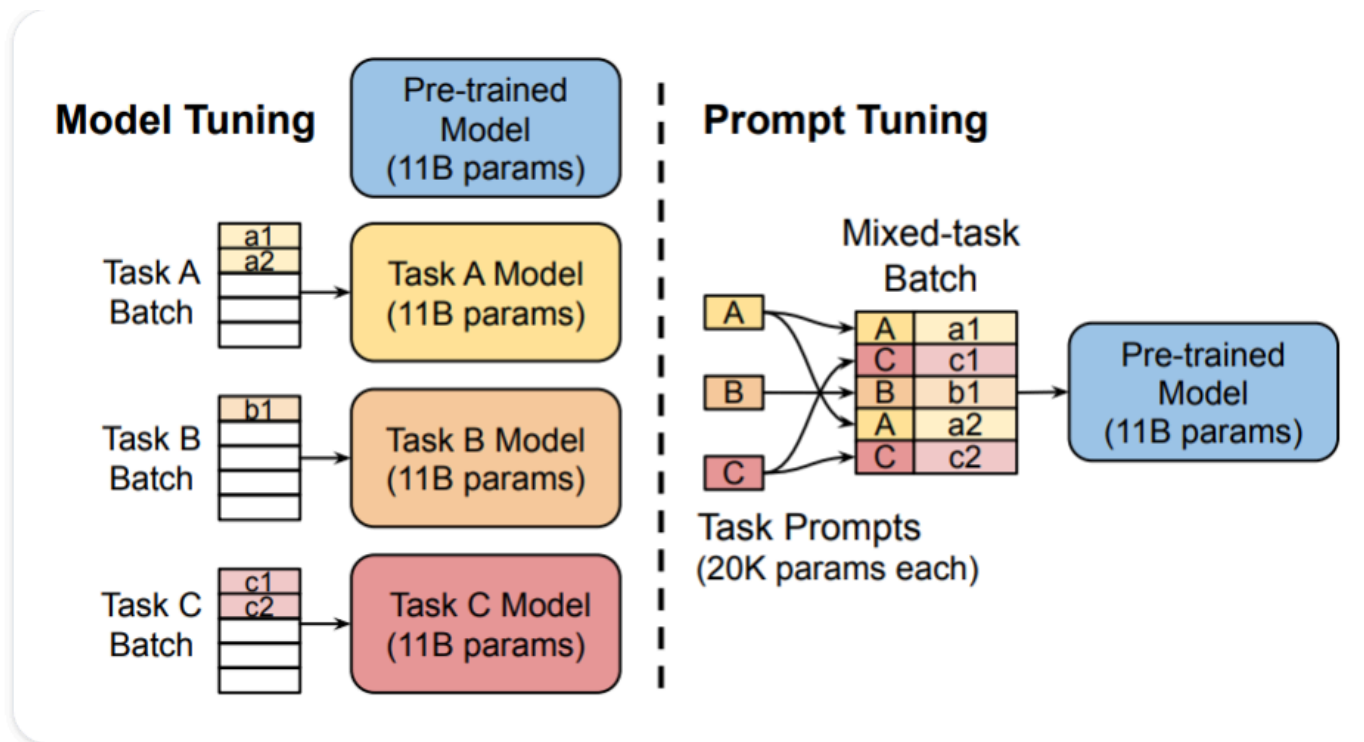 Model Tuning
Pre-trained
Model
(11B params)
Task A
Batch
a1
a2
Task A Model
(11B params)
Task B
Batch
b1
Task B Model
(11B params)
Task C
Batch
c1
c2
Task C Model
(11B params)
Prompt Tuning
Mixed-task
Batch
A
B
C
A a1
C c1
B b1
A a2
C c2
Task Prompts
(20K params each)
Pre-trained
Model
(11B params)